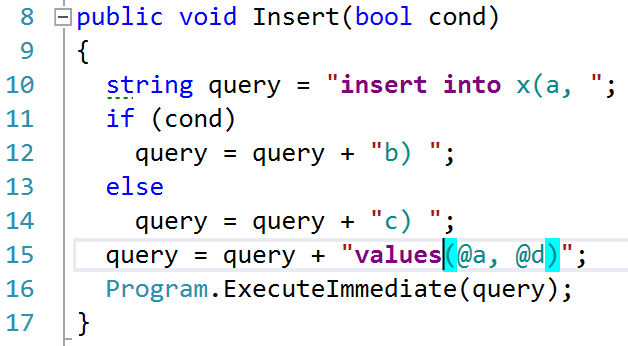 8 public void Insert(bool cond)
9 {
10 string query = "insert into x(a, ";
11 if (cond)
12 query = query + "b) ";
13 else
14 query = query + "c) ";
15 query = query + "values(@a, @d)";
16 Program.ExecuteImmediate(query);
17 }